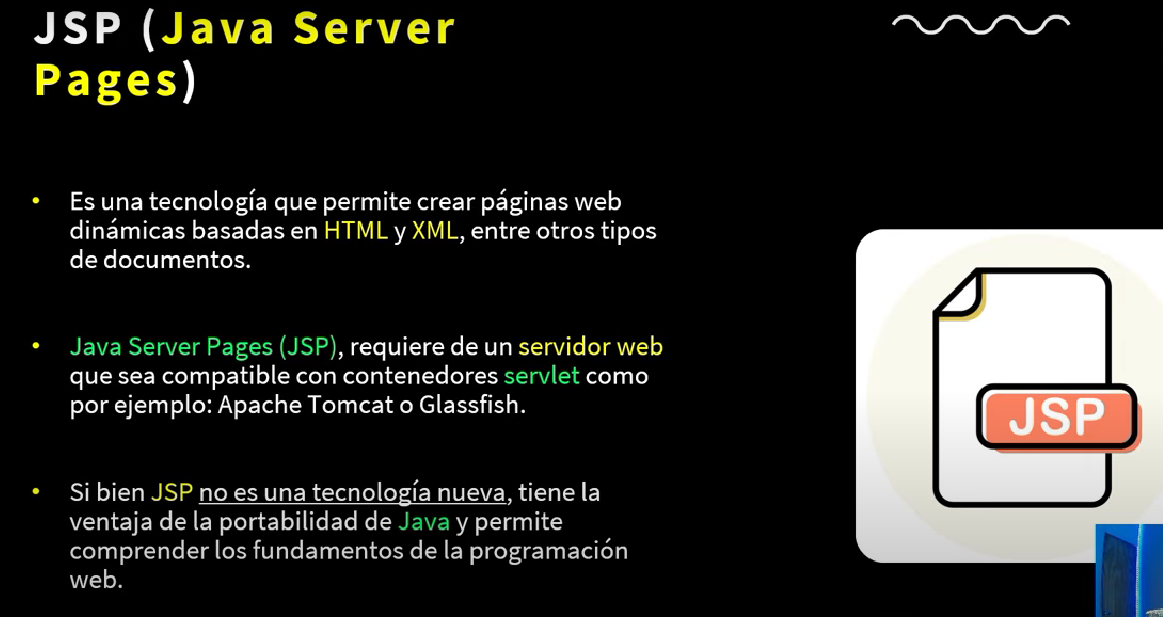 JSP (Java Server
Pages)
• Es una tecnología que permite crear páginas web
dinámicas basadas en HTML y XML, entre otros tipos
de documentos.
• Java Server Pages (JSP), requiere de un servidor web
que sea compatible con contenedores servlet como
por ejemplo: Apache Tomcat o Glassfish.
• Si bien JSP no es una tecnología nueva, tiene la
ventaja de la portabilidad de Java y permite
comprender los fundamentos de la programación
web.
JSP